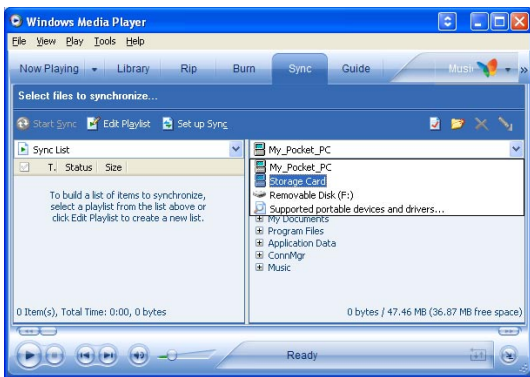 Windows Media Player
File View Play Tools Help
Now Playing Library Rip Burn Sync Guide Music
Select files to synchronize...
Start Sync Edit Playlist Set up Sync
Sync List
My_Pocket_PC
T. Status Size
My_Pocket_PC
Storage Card
Removable Disk (F:)
Supported portable devices and drivers...
To build a list of items to synchronize,
select a playlist from the list above or
click Edit Playlist to create a new list.
My Documents
Program Files
Application Data
ConnMgr
Music
0 Item(s), Total Time: 0:00, 0 bytes
0 bytes / 47.46 MB (36.87 MB free space)
Ready